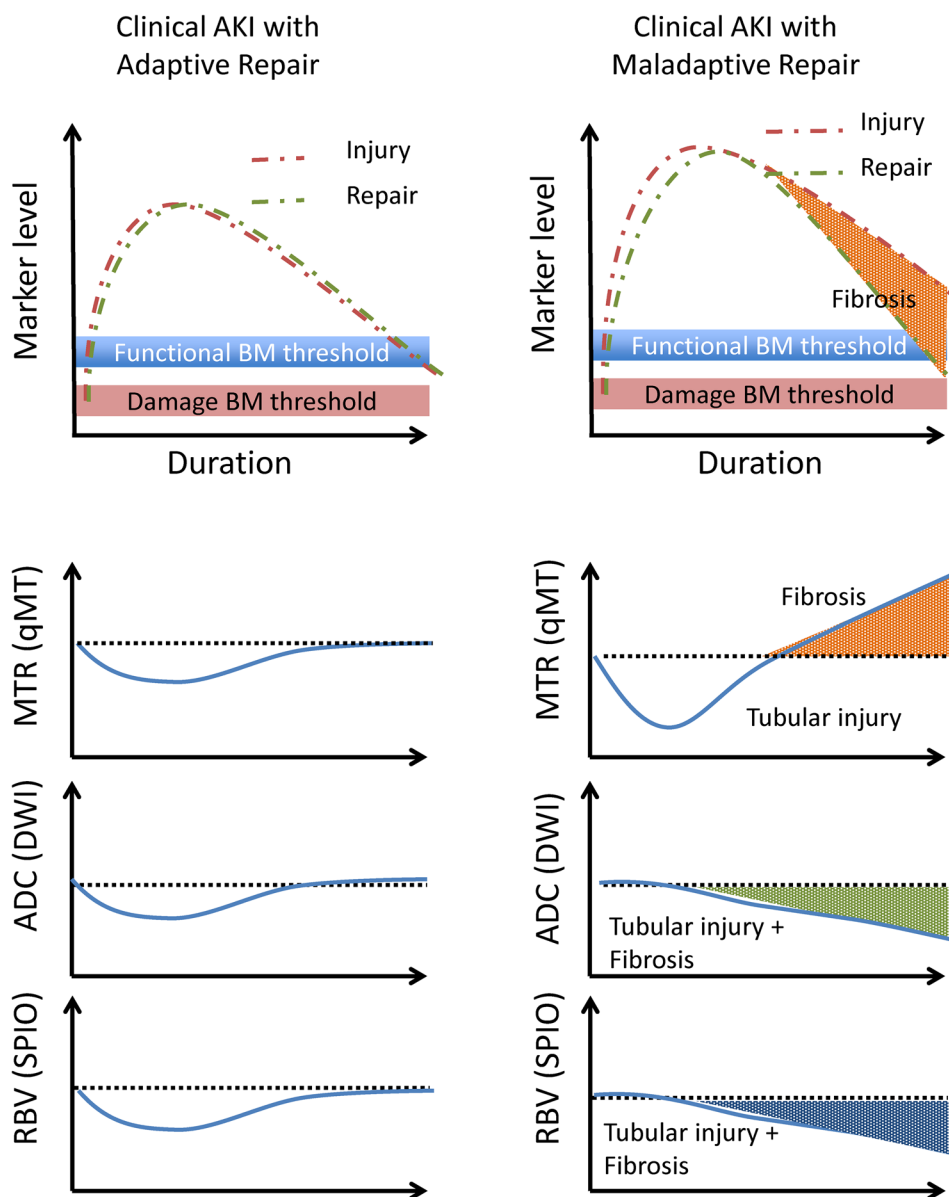 Clinical AKI with
Adaptive Repair
Clinical AKI with
Maladaptive Repair
Marker level
Injury
Repair
Functional BM threshold
Damage BM threshold
Duration
Marker level
Injury
Repair
Fibrosis
Functional BM threshold
Damage BM threshold
Duration
MTR (qMT)
MTR (qMT)
Fibrosis
Tubular injury
ADC (DWI)
ADC (DWI)
Tubular injury +
Fibrosis
RBV (SPIO)
RBV (SPIO)
Tubular injury +
Fibrosis